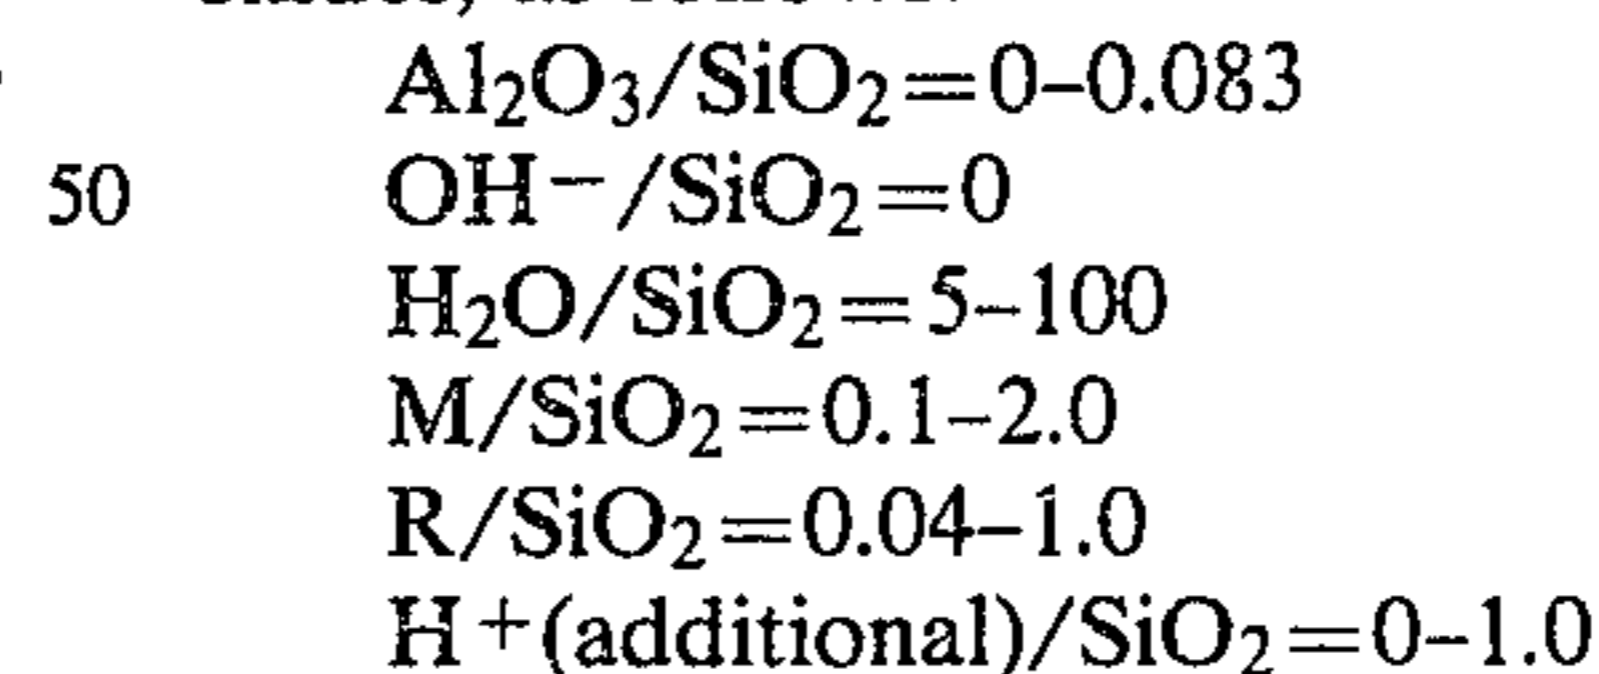 Al₂O₃/SiO₂=0–0.083
50 OH⁻/SiO₂=0
H₂O/SiO₂=5–100
M/SiO₂=0.1–2.0
R/SiO₂=0.04–1.0
H⁺(additional)/SiO₂=0–1.0